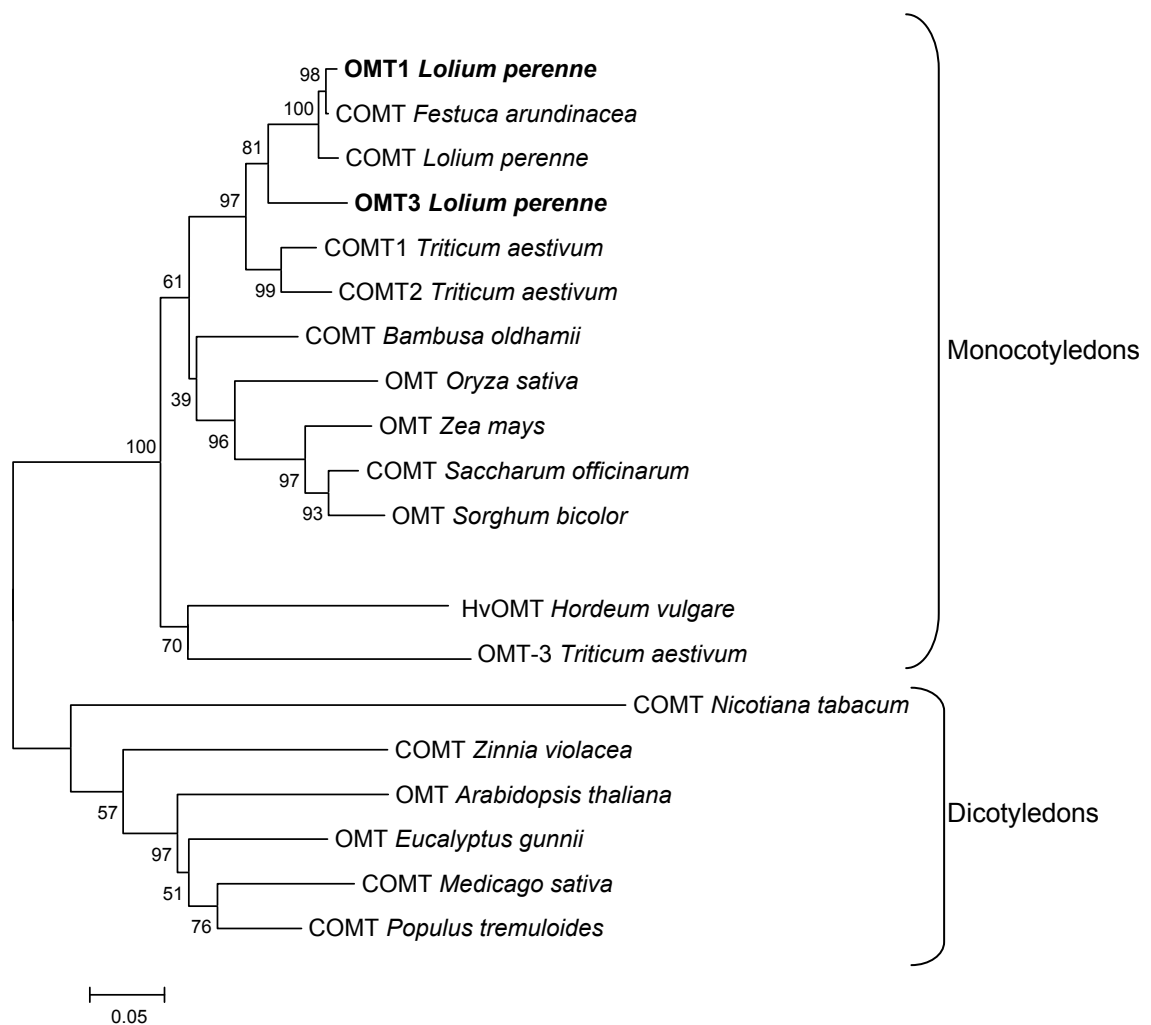 98
OMT1 Lolium perenne
100
COMT Festuca arundinacea
81
COMT Lolium perenne
97
OMT3 Lolium perenne
COMT1 Triticum aestivum
61
99
COMT2 Triticum aestivum
COMT Bambusa oldhamii
Monocotyledons
39
OMT Oryza sativa
96
OMT Zea mays
100
97
COMT Saccharum officinarum
93
OMT Sorghum bicolor
HvOMT Hordeum vulgare
70
OMT-3 Triticum aestivum
COMT Nicotiana tabacum
COMT Zinnia violacea
57
OMT Arabidopsis thaliana
Dicotyledons
97
OMT Eucalyptus gunnii
51
COMT Medicago sativa
76
COMT Populus tremuloides
0.05